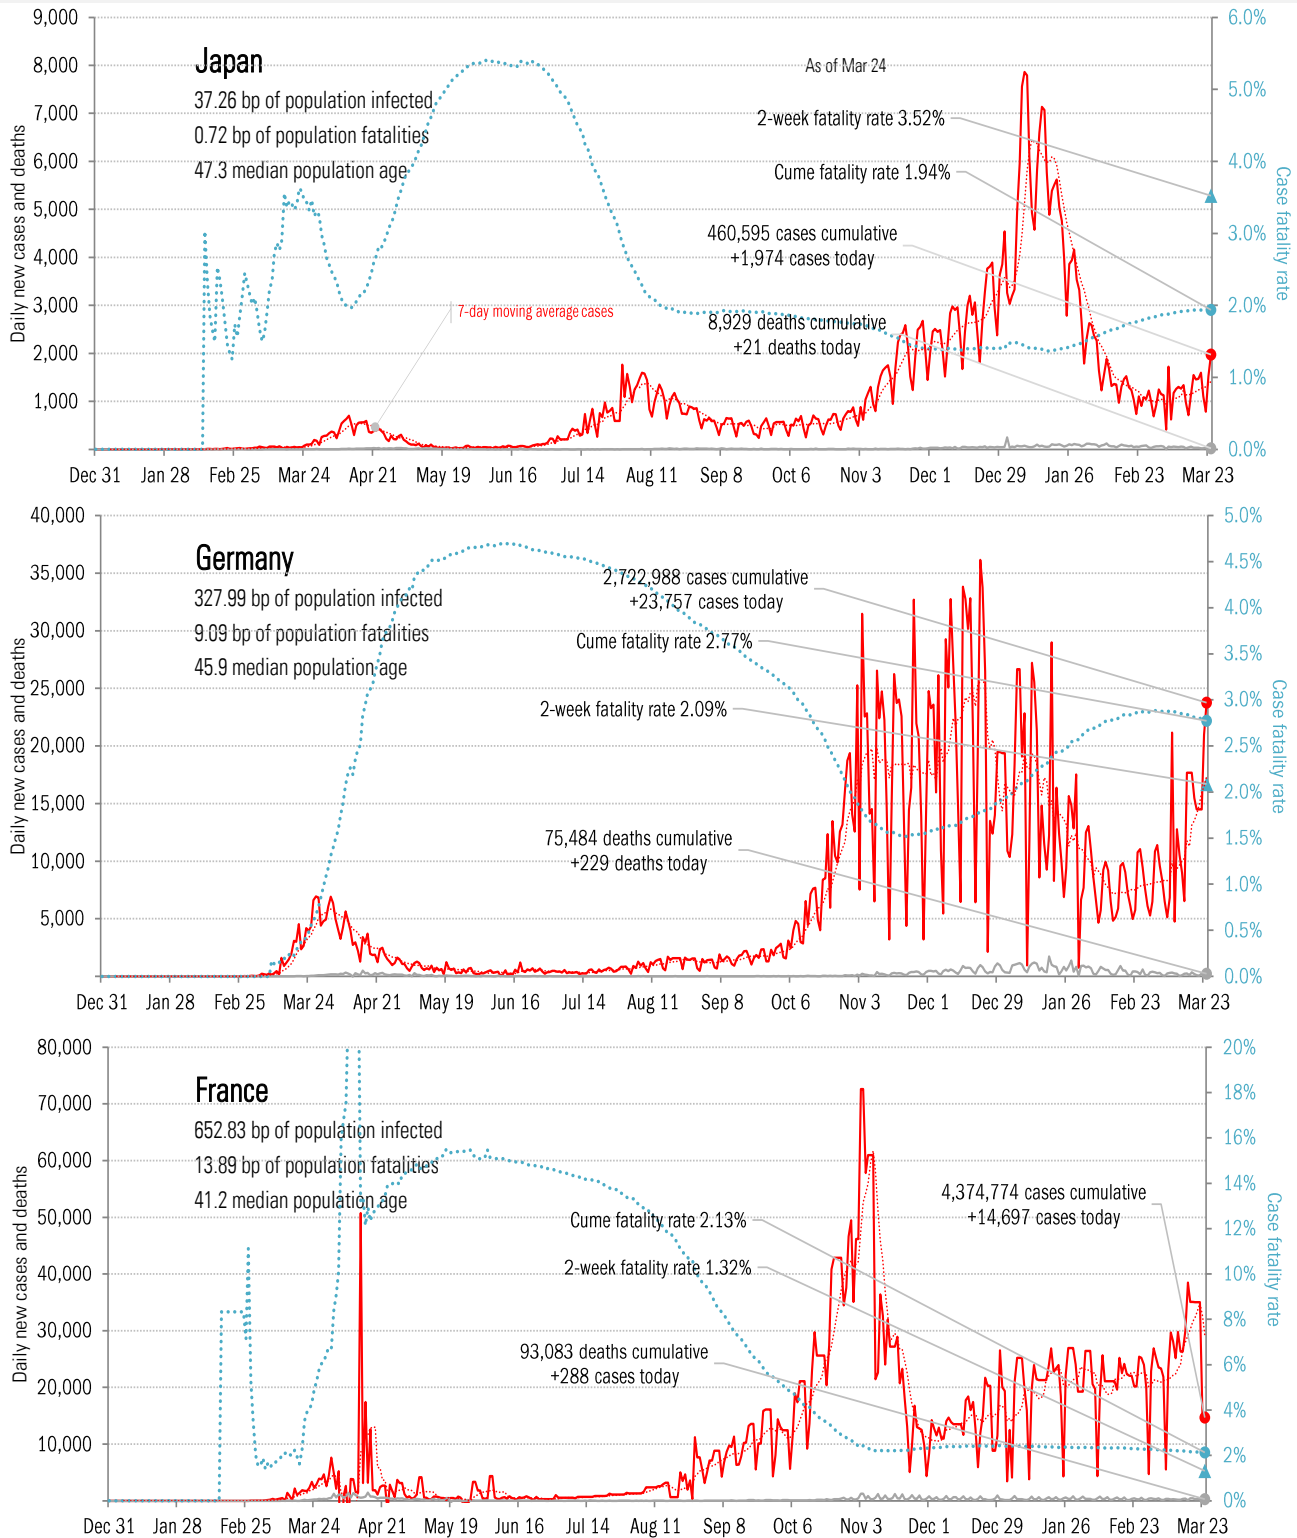 9,000
8,000
7,000
6,000
5,000
4,000
3,000
2,000
1,000
Daily new cases and deaths
Japan
37.26 bp of population infected
0.72 bp of population fatalities
47.3 median population age
As of Mar 24
2-week fatality rate 3.52%
Cume fatality rate 1.94%
460,595 cases cumulative
+1,974 cases today
7-day moving average cases
8,929 deaths cumulative
+21 deaths today
6.0%
5.0%
4.0%
3.0%
2.0%
1.0%
0.0%
Case fatality rate
Dec 31 Jan 28 Feb 25 Mar 24 Apr 21 May 19 Jun 16 Jul 14 Aug 11 Sep 8 Oct 6 Nov 3 Dec 1 Dec 29 Jan 26 Feb 23 Mar 23
40,000
35,000
30,000
25,000
20,000
15,000
10,000
5,000
Daily new cases and deaths
Germany
327.99 bp of population infected
9.09 bp of population fatalities
45.9 median population age
2,722,988 cases cumulative
+23,757 cases today
Cume fatality rate 2.77%
2-week fatality rate 2.09%
75,484 deaths cumulative
+229 deaths today
5.0%
4.5%
4.0%
3.5%
3.0%
2.5%
2.0%
1.5%
1.0%
0.5%
0.0%
Case fatality rate
Dec 31 Jan 28 Feb 25 Mar 24 Apr 21 May 19 Jun 16 Jul 14 Aug 11 Sep 8 Oct 6 Nov 3 Dec 1 Dec 29 Jan 26 Feb 23 Mar 23
80,000
70,000
60,000
50,000
40,000
30,000
20,000
10,000
Daily new cases and deaths
France
652.83 bp of population infected
13.89 bp of population fatalities
41.2 median population age
4,374,774 cases cumulative
+14,697 cases today
Cume fatality rate 2.13%
2-week fatality rate 1.32%
93,083 deaths cumulative
+288 cases today
20%
18%
16%
14%
12%
10%
8%
6%
4%
2%
0%
Case fatality rate
Dec 31 Jan 28 Feb 25 Mar 24 Apr 21 May 19 Jun 16 Jul 14 Aug 11 Sep 8 Oct 6 Nov 3 Dec 1 Dec 29 Jan 26 Feb 23 Mar 23